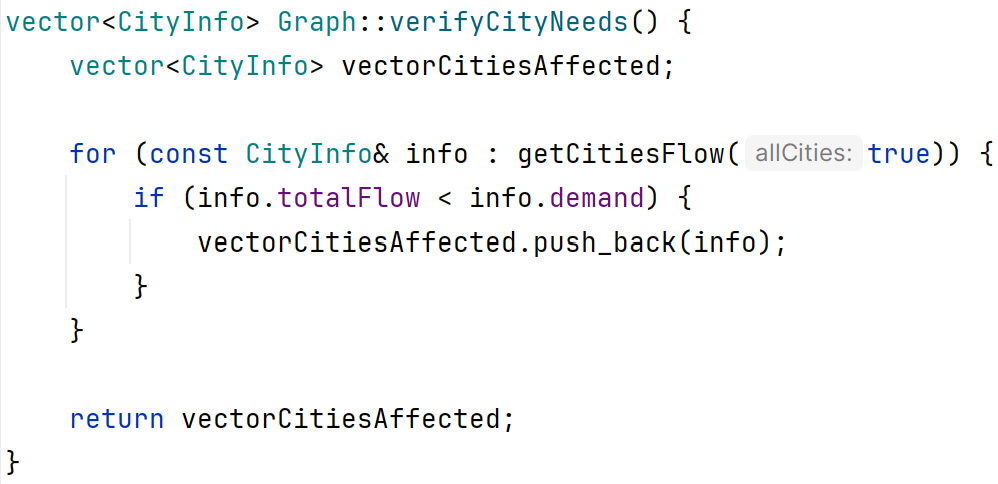 vector<CityInfo> Graph::verifyCityNeeds() {
    vector<CityInfo> vectorCitiesAffected;

    for (const CityInfo& info : getCitiesFlow( allCities: true)) {
        if (info.totalFlow < info.demand) {
            vectorCitiesAffected.push_back(info);
        }
    }

    return vectorCitiesAffected;
}